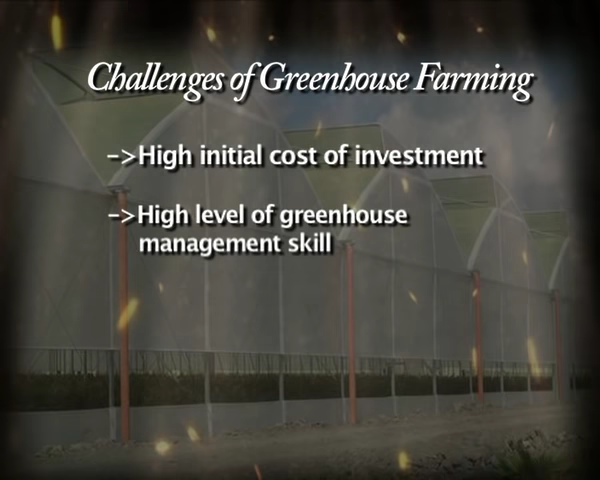 Challenges of Greenhouse Farming
->High initial cost of investment
->High level of greenhouse
management skill